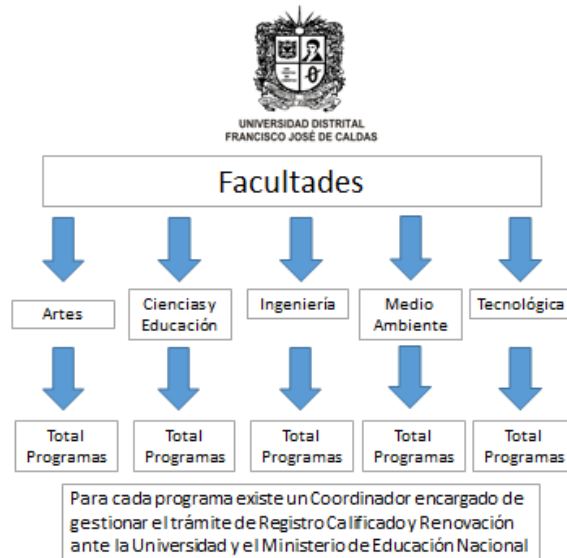 UNIVERSIDAD DISTRITAL
FRANCISCO JOSÉ DE CALDAS
Facultades
Artes
Ciencias y
Educación
Ingeniería
Medio
Ambiente
Tecnológica
Total
Programas
Total
Programas
Total
Programas
Total
Programas
Total
Programas
Para cada programa existe un Coordinador encargado de
gestionar el trámite de Registro Calificado y Renovación
ante la Universidad y el Ministerio de Educación Nacional